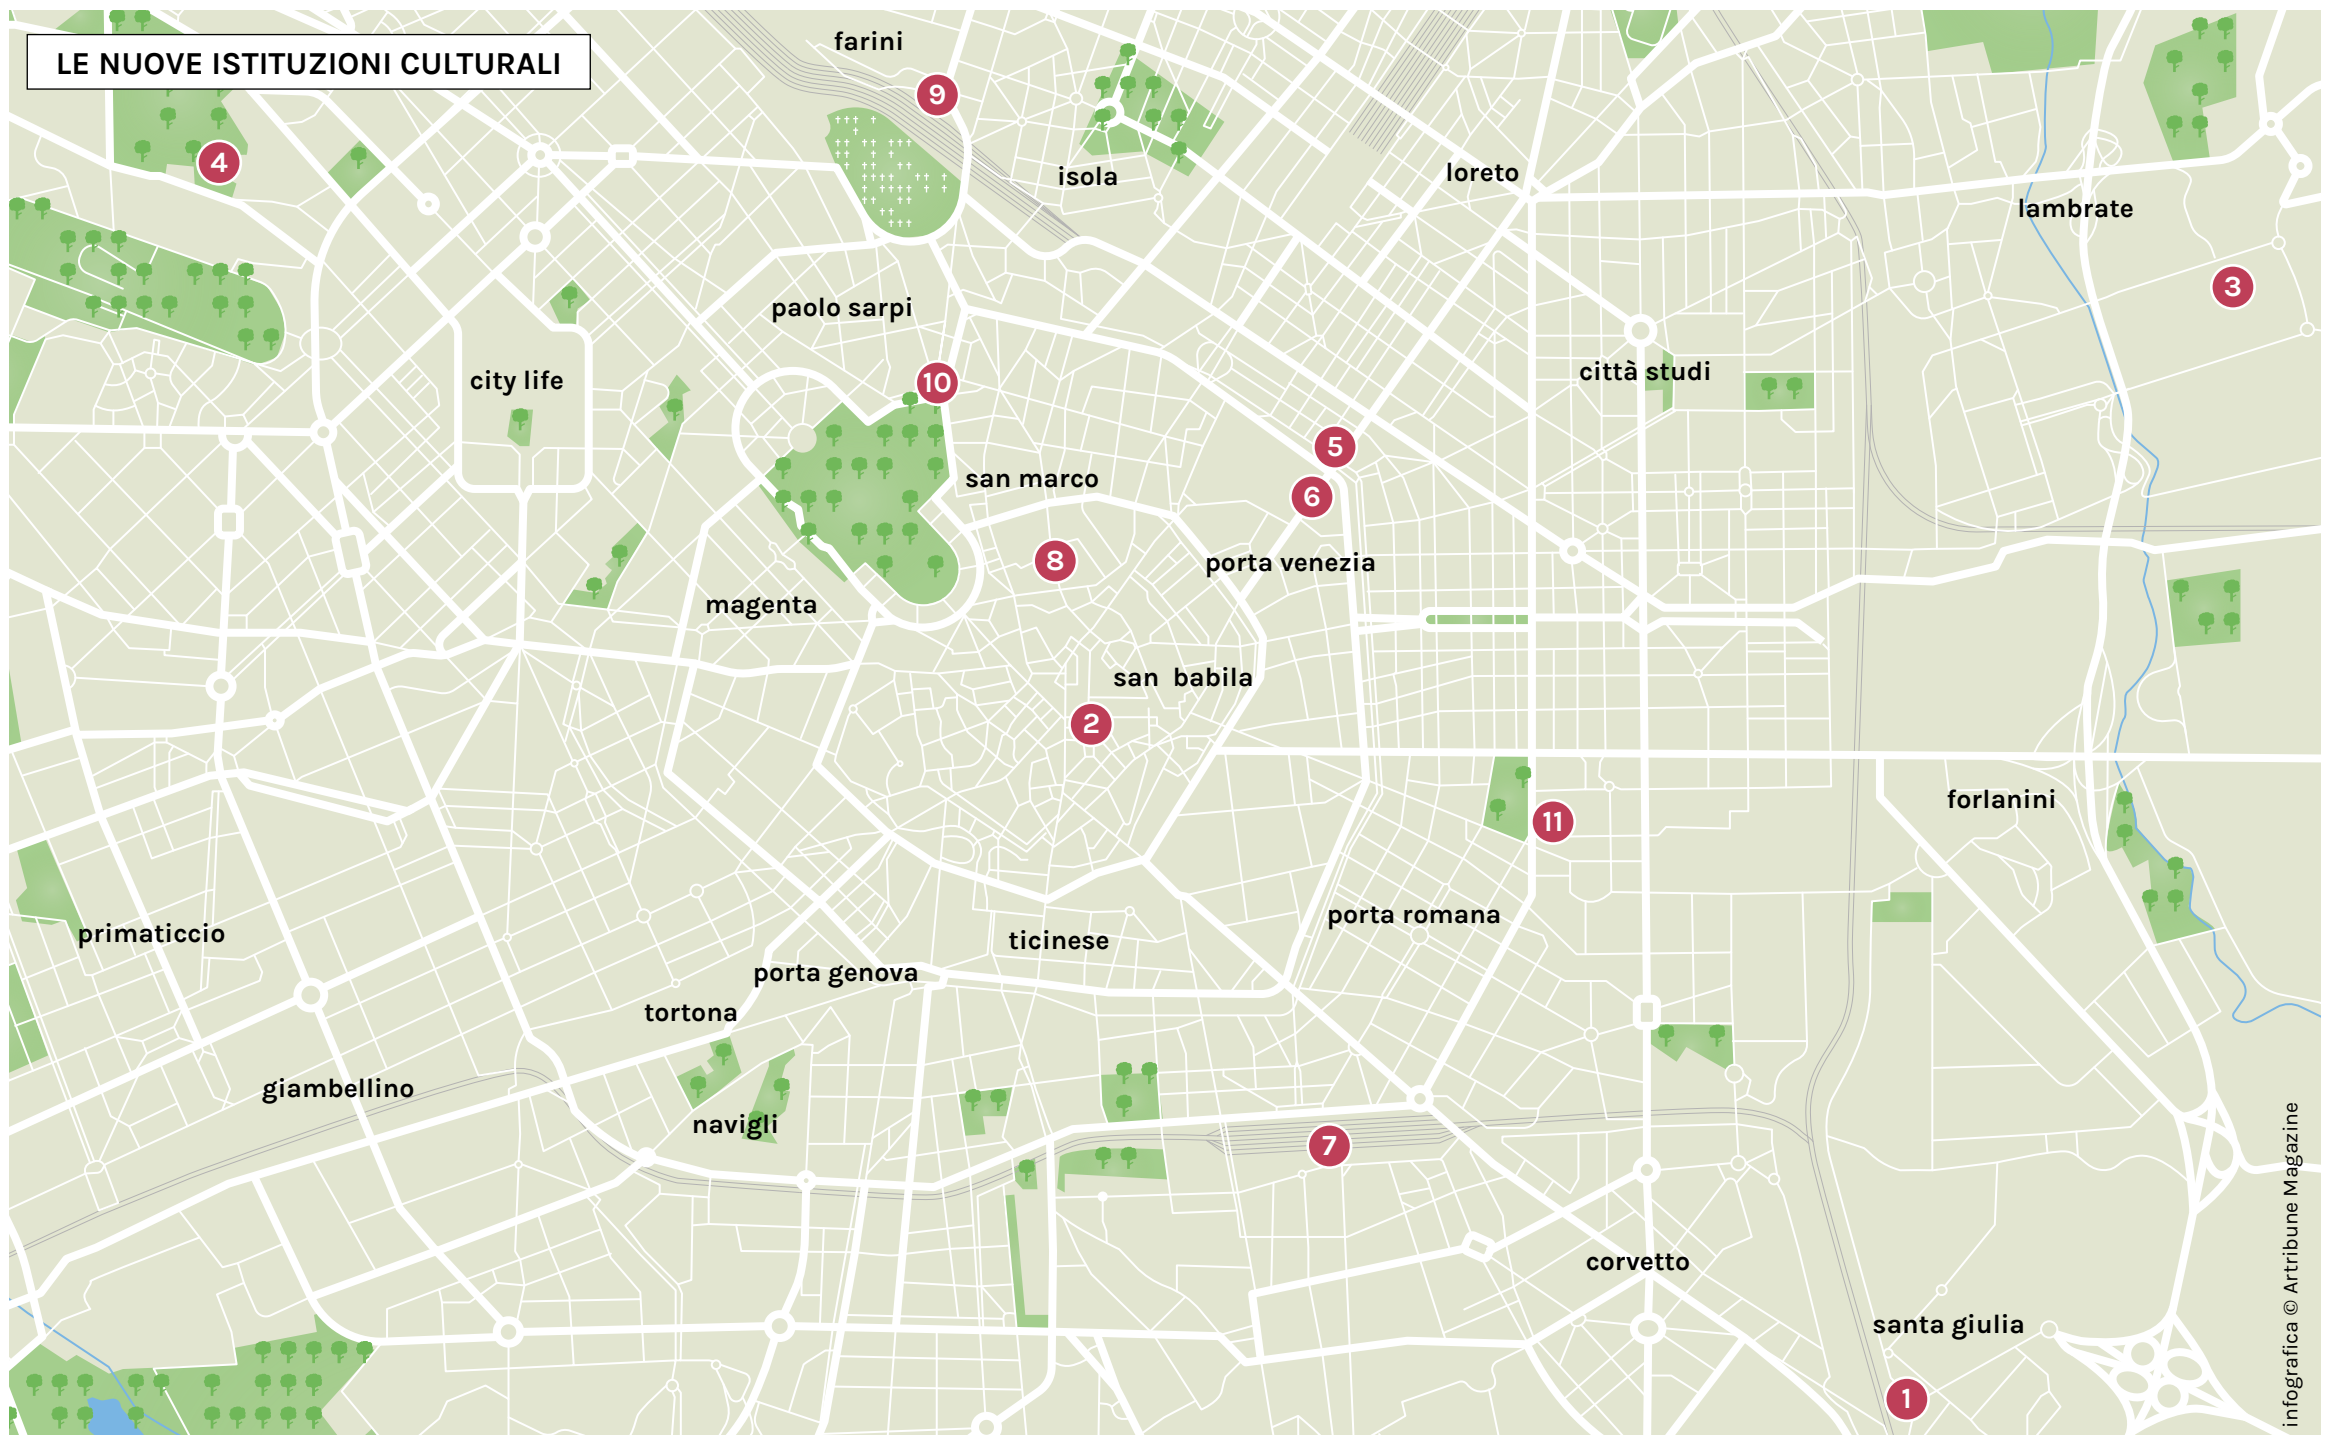 LE NUOVE ISTITUZIONI CULTURALI
farini
9
4
isola
loreto
lambrate
3
paolo sarpi
city life
10
città studi
5
san marco
6
8
porta venezia
magenta
san babila
2
forlanini
11
porta romana
primaticcio
ticinese
porta genova
tortona
giambellino
navigli
7
corvetto
santa giulia
1
infografica © Artribune Magazine